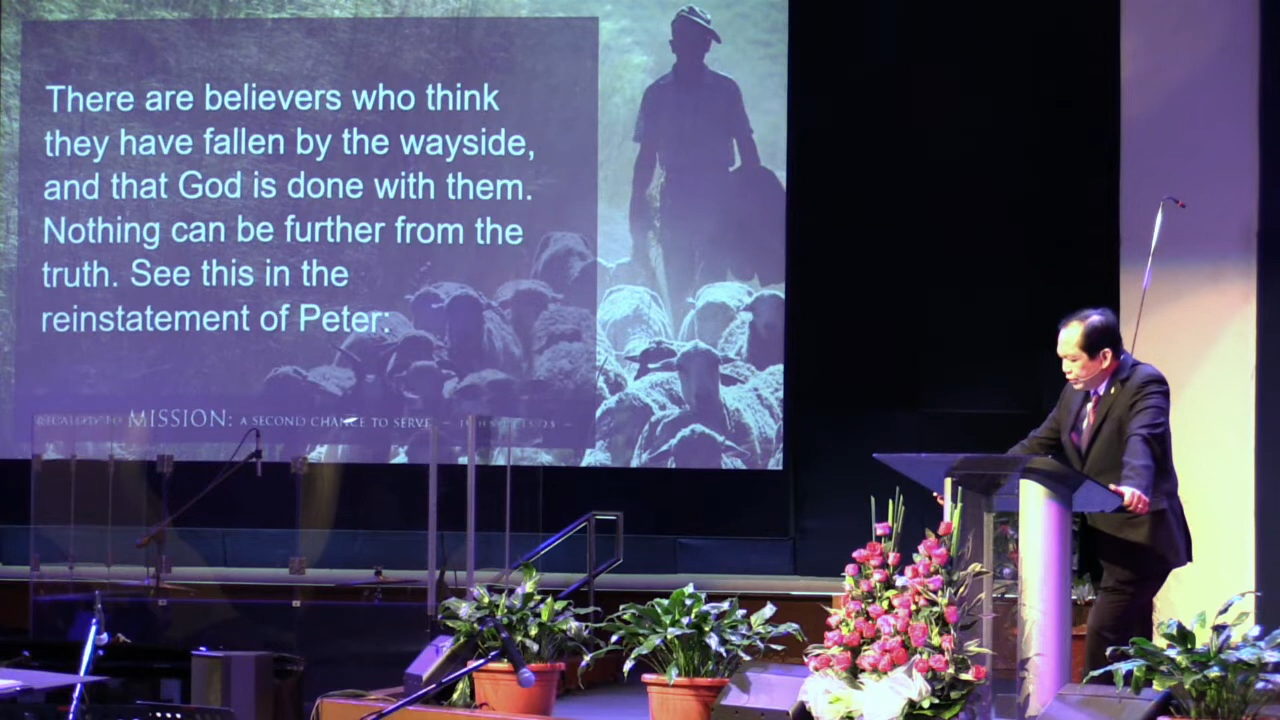 There are believers who think
they have fallen by the wayside,
and that God is done with them.
Nothing can be further from the
truth. See this in the
reinstatement of Peter:
MISSION: A SECOND CHANCE TO SERVE